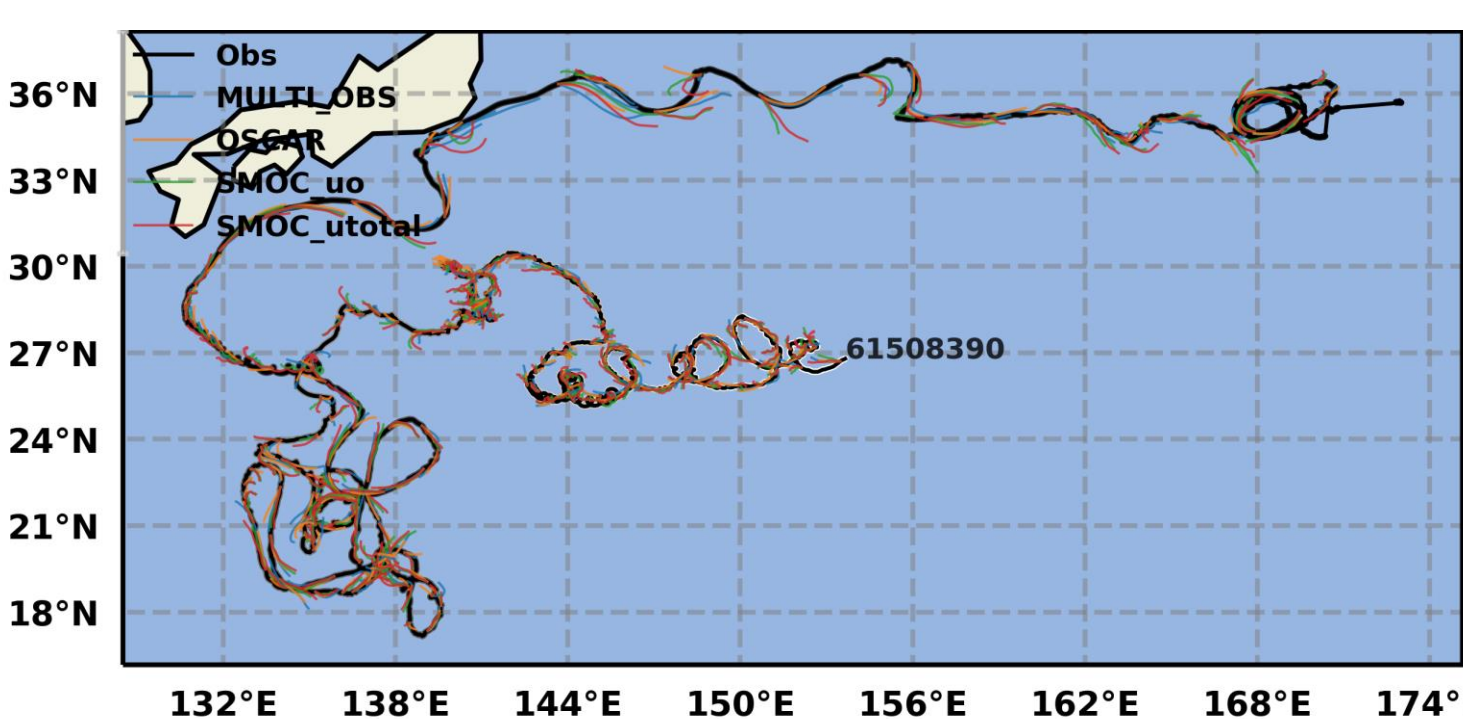 Obs
36°N
MULTI_OBS
OSCAR
33°N
SMOC_uo
SMOC_utotal
30°N
27°N
61508390
24°N
21°N
18°N
132°E 138°E 144°E 150°E 156°E 162°E 168°E 174°